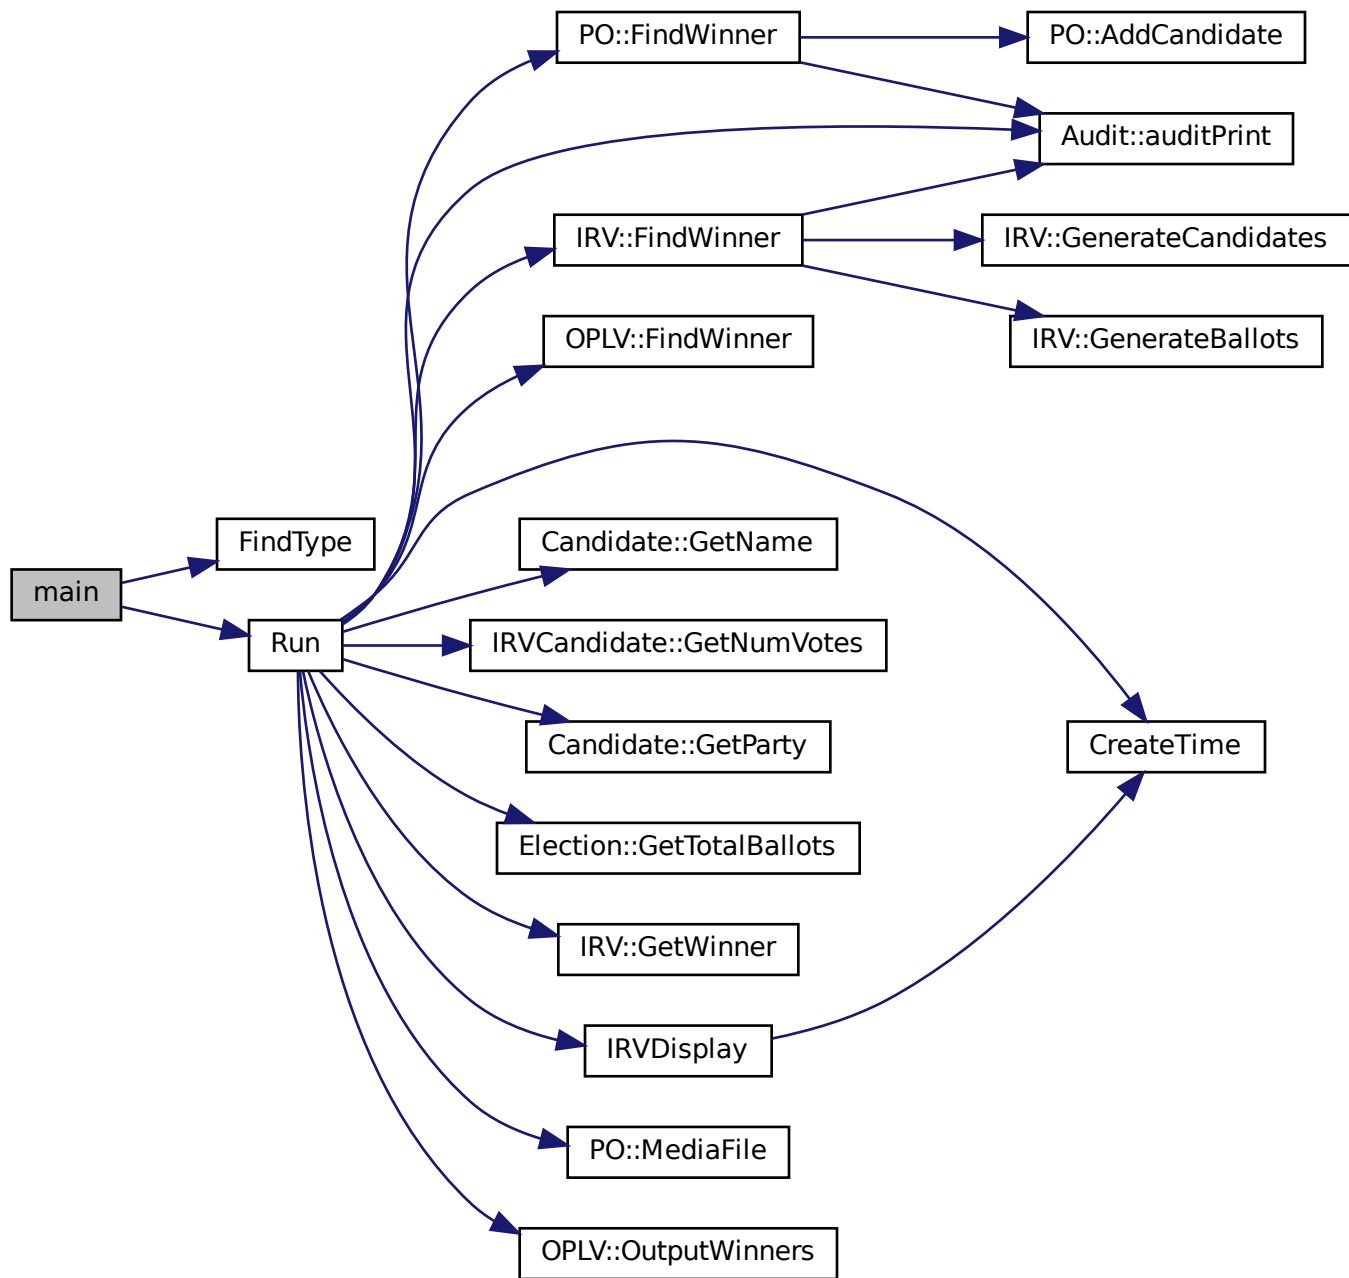 PO::FindWinner
PO::AddCandidate
Audit::auditPrint
IRV::FindWinner
IRV::GenerateCandidates
OPLV::FindWinner
IRV::GenerateBallots
FindType
Candidate::GetName
main
Run
IRVCandidate::GetNumVotes
Candidate::GetParty
CreateTime
Election::GetTotalBallots
IRV::GetWinner
IRVDisplay
PO::MediaFile
OPLV::OutputWinners